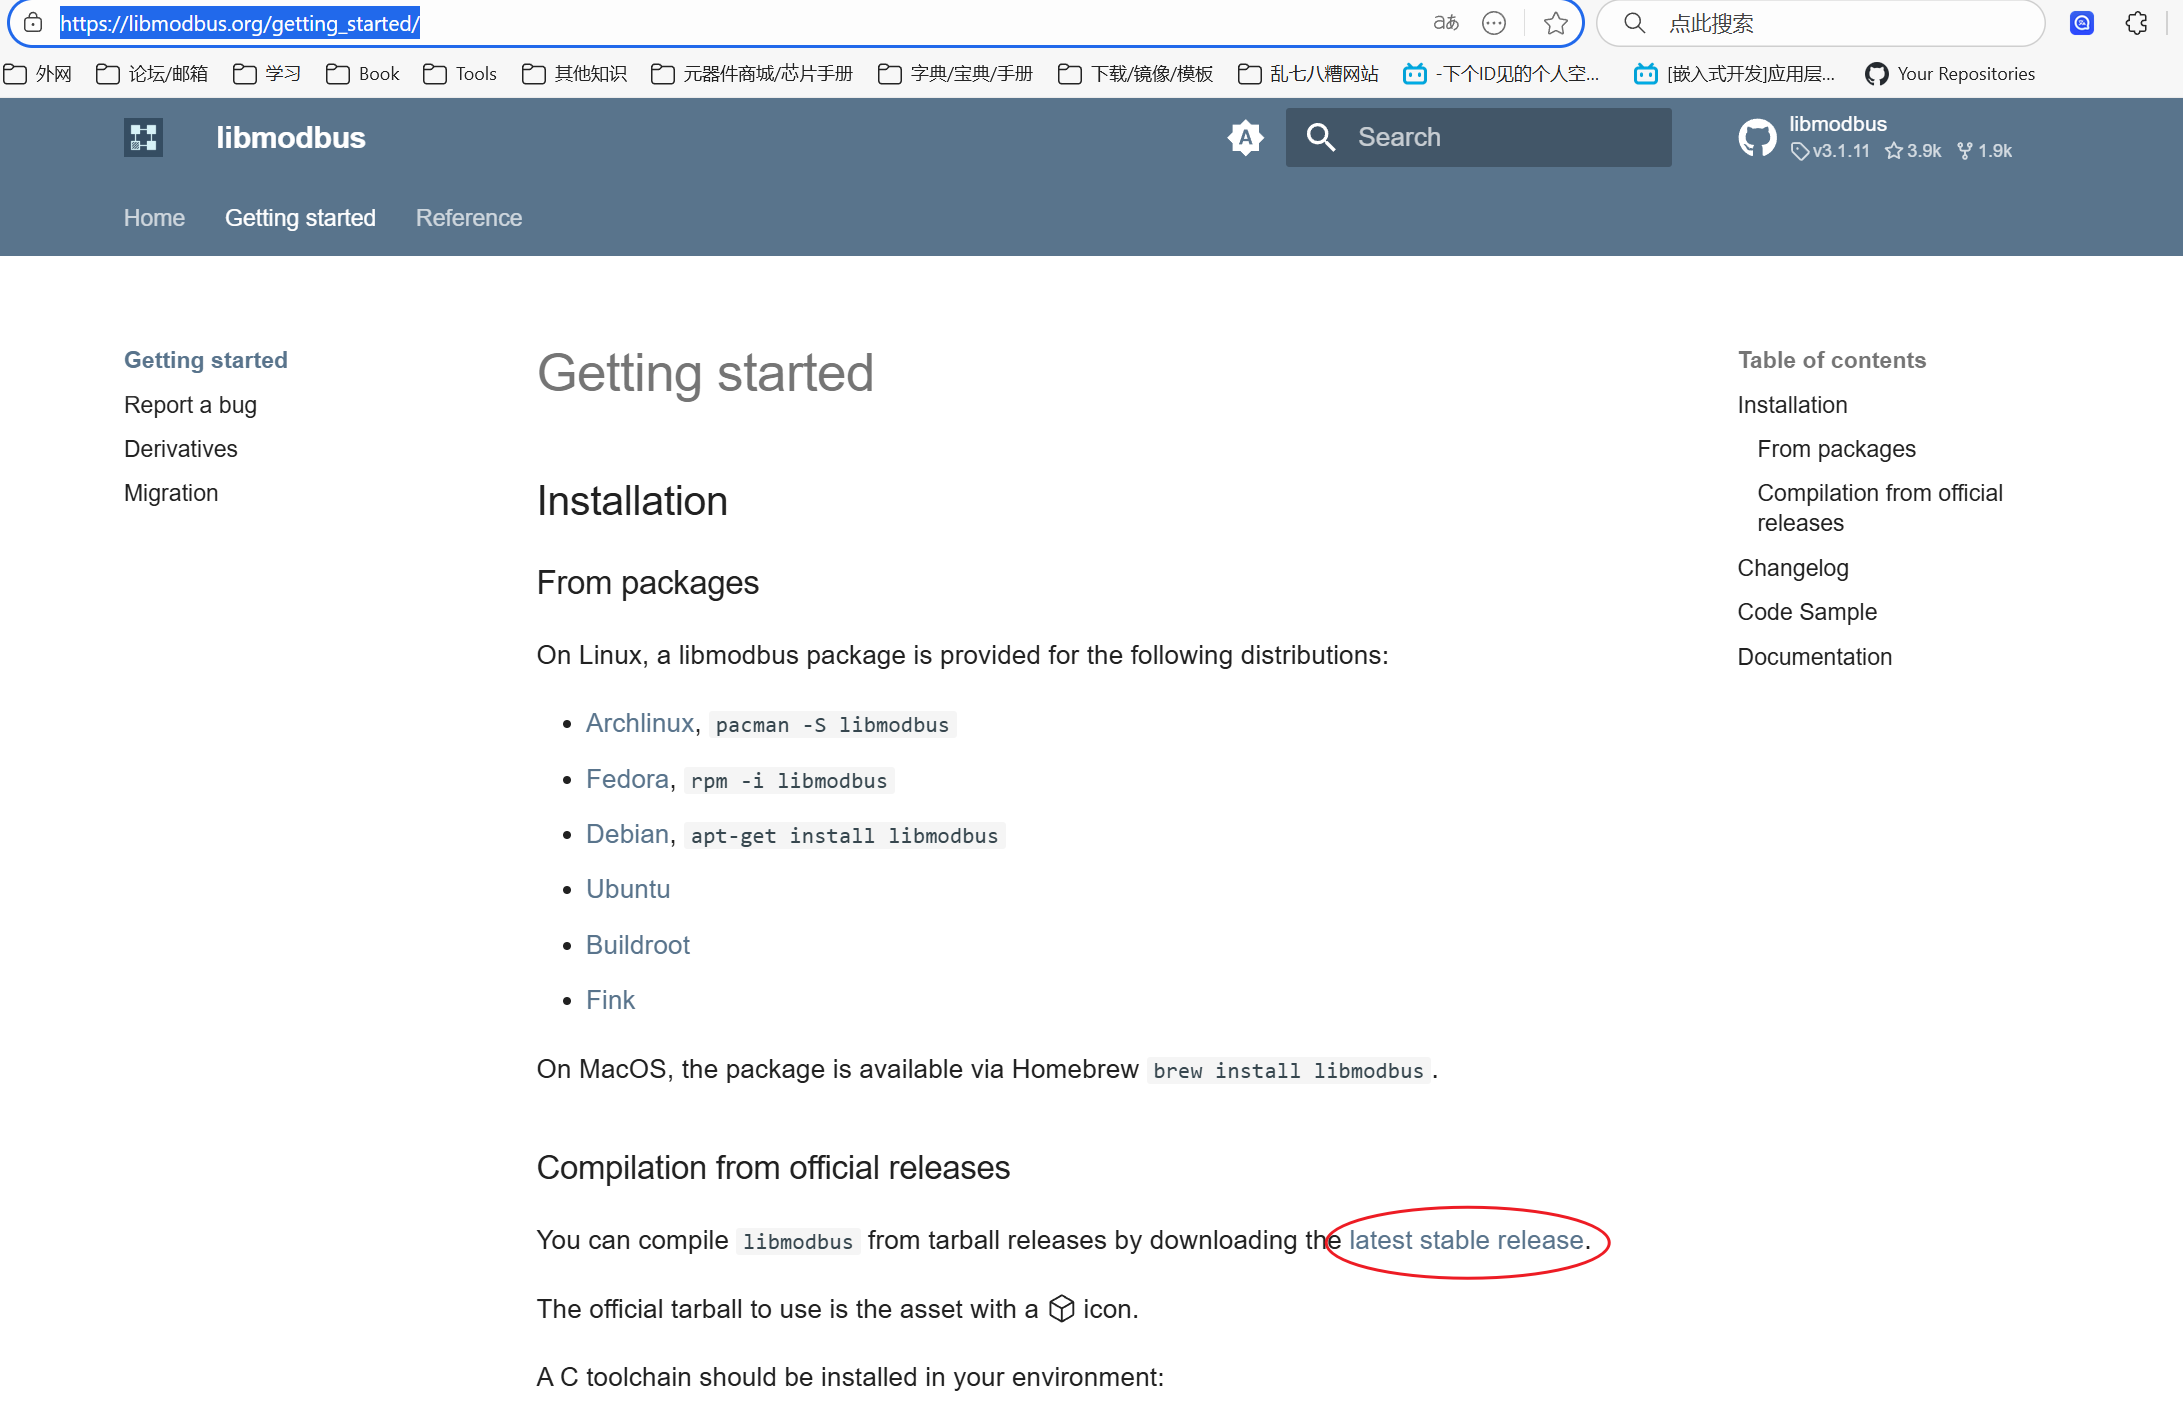 https://libmodbus.org/getting_started/
aあ
点此搜索
外网
论坛/邮箱
学习
Book
Tools
其他知识
元器件商城/芯片手册
字典/宝典/手册
下载/镜像/模板
乱七八糟网站
-下个ID见的个人空...
[嵌入式开发]应用层...
Your Repositories
libmodbus
A
Search
libmodbus
v3.1.11
3.9k
1.9k
Home
Getting started
Reference
Getting started
Report a bug
Derivatives
Migration
Getting started
Installation
From packages
On Linux, a libmodbus package is provided for the following distributions:
Archlinux, pacman -S libmodbus
Fedora, rpm -i libmodbus
Debian, apt-get install libmodbus
Ubuntu
Buildroot
Fink
On MacOS, the package is available via Homebrew brew install libmodbus.
Compilation from official releases
You can compile libmodbus from tarball releases by downloading the latest stable release.
The official tarball to use is the asset with a icon.
A C toolchain should be installed in your environment:
Table of contents
Installation
From packages
Compilation from official
releases
Changelog
Code Sample
Documentation